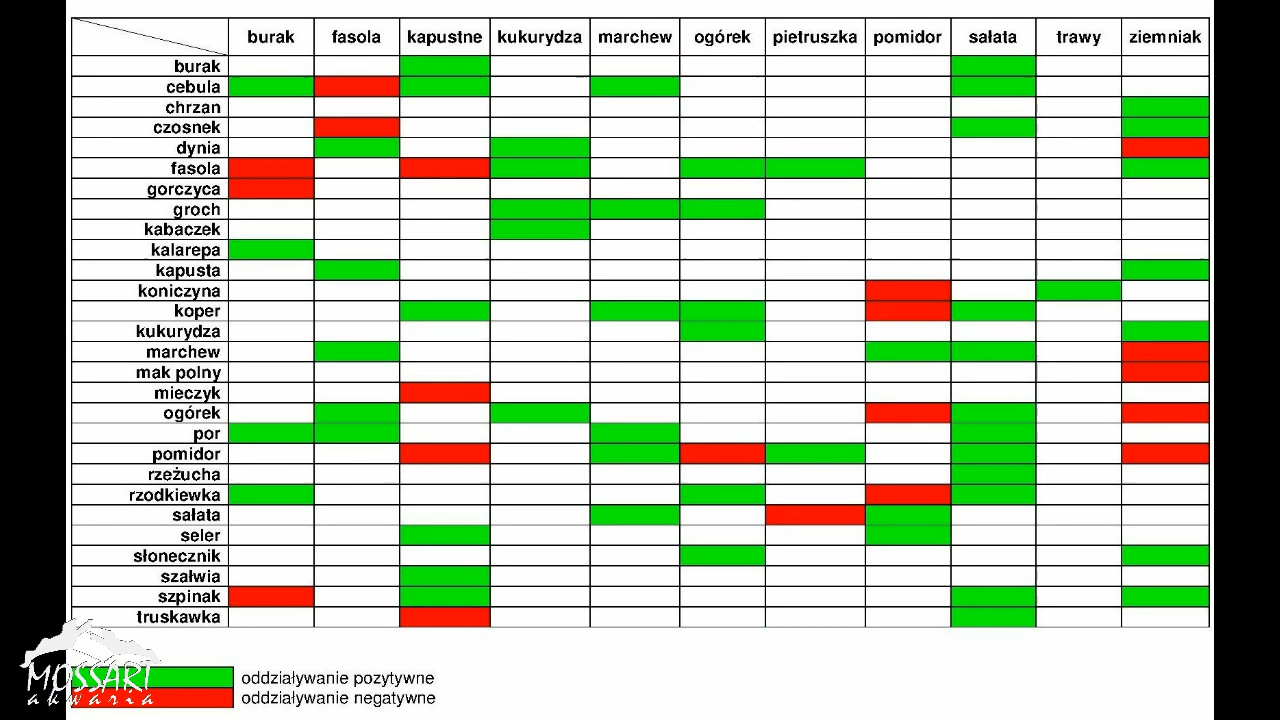 burak fasola kapustne kukurydza marchew ogórek pietruszka pomidor sałata trawy ziemniak
burak
cebula
chrzan
czosnek
dynia
fasola
gorczyca
groch
kabaczek
kalarepa
kapusta
koniczyna
koper
kukurydza
marchew
mak polny
mieczyk
ogórek
por
pomidor
rzeżucha
rzodkiewka
sałata
seler
słonecznik
szałwia
szpinak
truskawka
oddziaływanie pozytywne
oddziaływanie negatywne
MOSSARI
akwaria